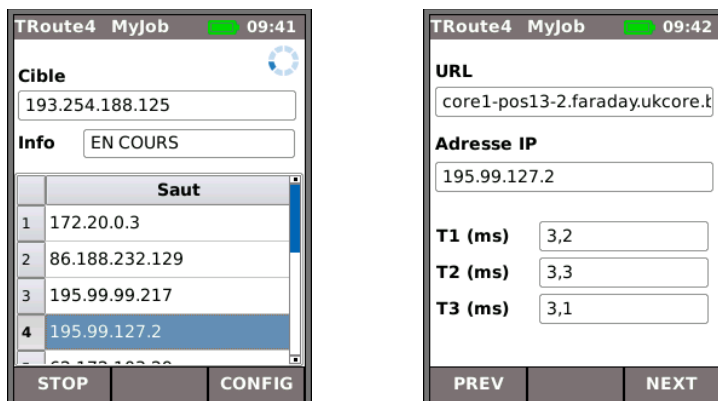 TRoute4 MyJob 09:41
Cible
193.254.188.125
Info EN COURS
Saut
1 172.20.0.3
2 86.188.232.129
3 195.99.99.217
4 195.99.127.2
STOP CONFIG
TRoute4 MyJob 09:42
URL
core1-pos13-2.faraday.ukcore.b
Adresse IP
195.99.127.2
T1 (ms) 3,2
T2 (ms) 3,3
T3 (ms) 3,1
PREV NEXT